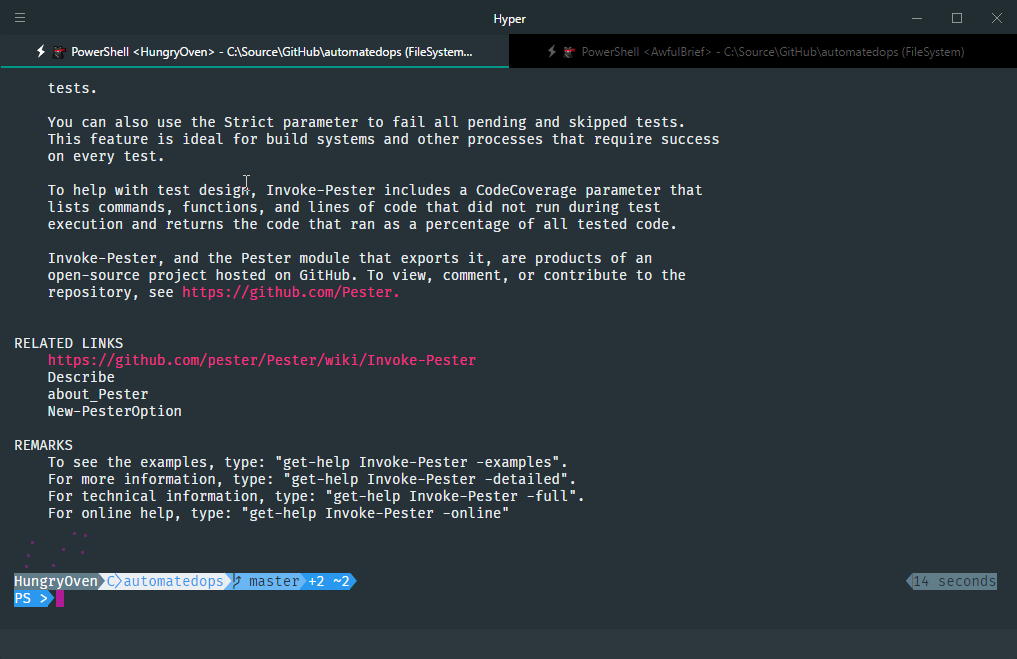 Hyper
PowerShell <HungryOven> - C:\Source\GitHub\automatedops (FileSystem...
PowerShell <AwfulBrief> - C:\Source\GitHub\automatedops (FileSystem)
tests.
You can also use the Strict parameter to fail all pending and skipped tests.
This feature is ideal for build systems and other processes that require success
on every test.
To help with test design, Invoke-Pester includes a CodeCoverage parameter that
lists commands, functions, and lines of code that did not run during test
execution and returns the code that ran as a percentage of all tested code.
Invoke-Pester, and the Pester module that exports it, are products of an
open-source project hosted on GitHub. To view, comment, or contribute to the
repository, see https://github.com/Pester.
RELATED LINKS
https://github.com/pester/Pester/wiki/Invoke-Pester
Describe
about_Pester
New-PesterOption
REMARKS
To see the examples, type: "get-help Invoke-Pester -examples".
For more information, type: "get-help Invoke-Pester -detailed".
For technical information, type: "get-help Invoke-Pester -full".
For online help, type: "get-help Invoke-Pester -online"
HungryOven C automatedops master +2 ~2 14 seconds
PS >